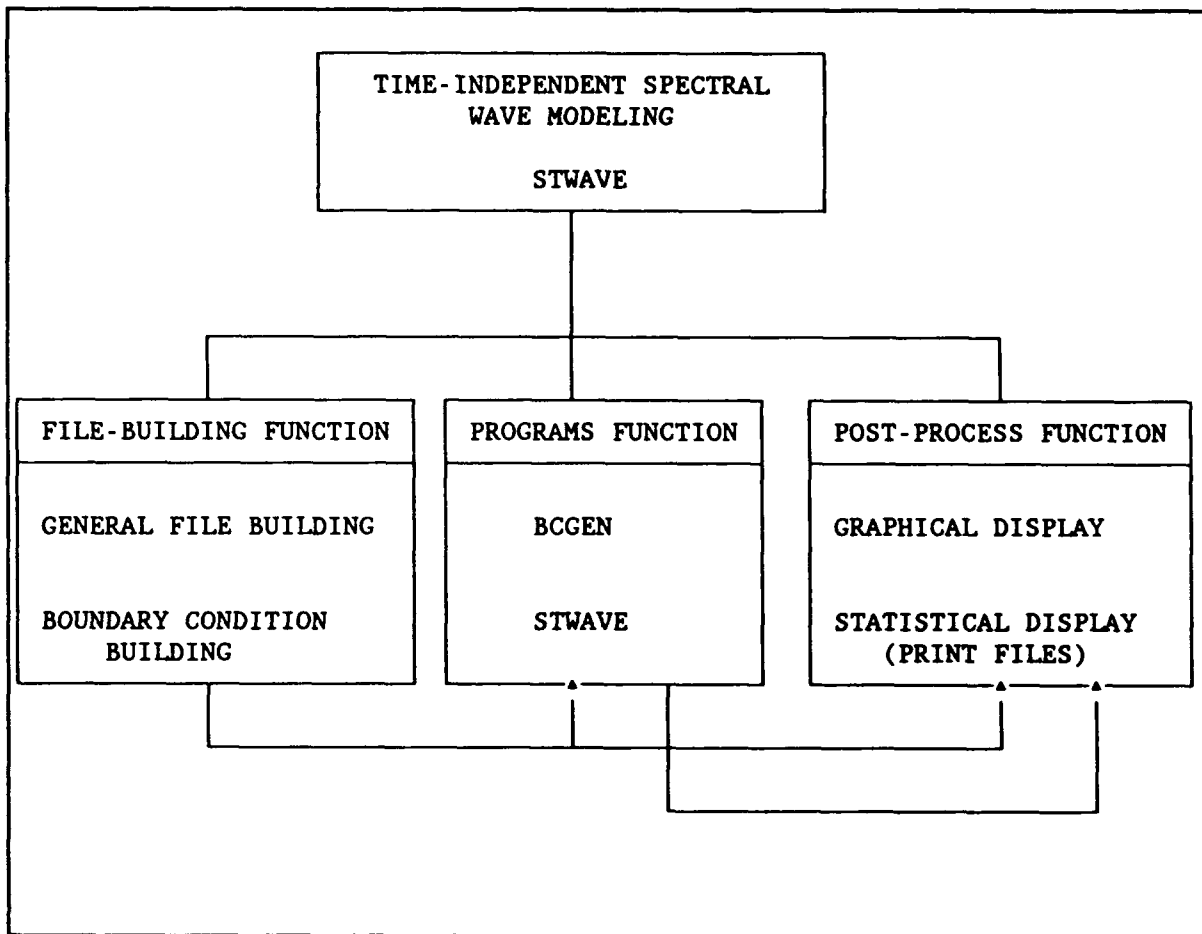 TIME-INDEPENDENT SPECTRAL
WAVE MODELING
STWAVE
FILE-BUILDING FUNCTION
GENERAL FILE BUILDING
BOUNDARY CONDITION
BUILDING
PROGRAMS FUNCTION
BCGEN
STWAVE
POST-PROCESS FUNCTION
GRAPHICAL DISPLAY
STATISTICAL DISPLAY
(PRINT FILES)